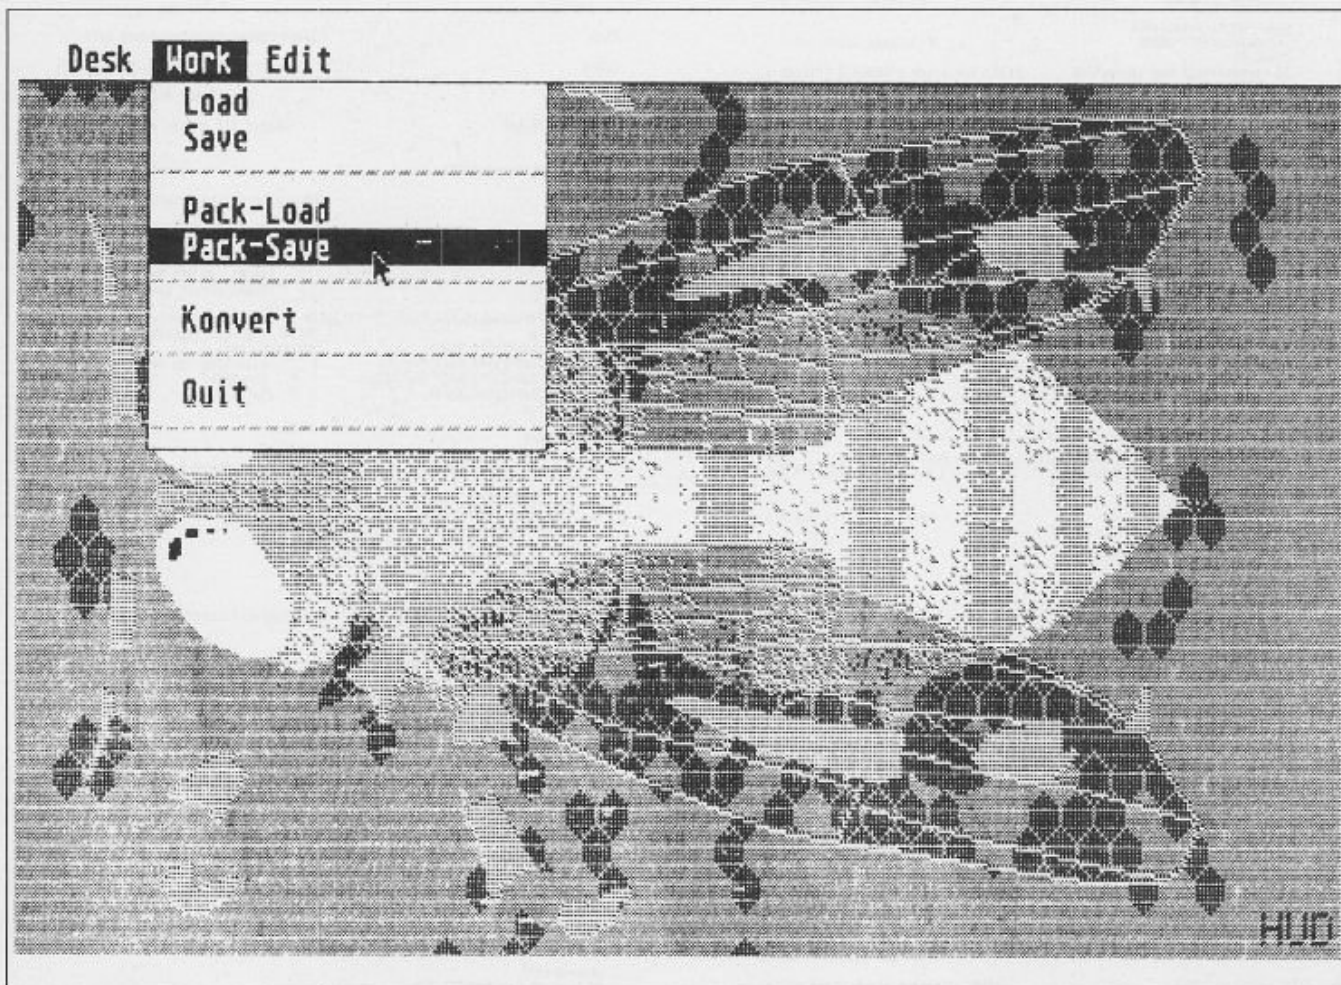 Desk Work Edit
Load
Save
Pack-Load
Pack-Save
Konvert
Quit
HUD